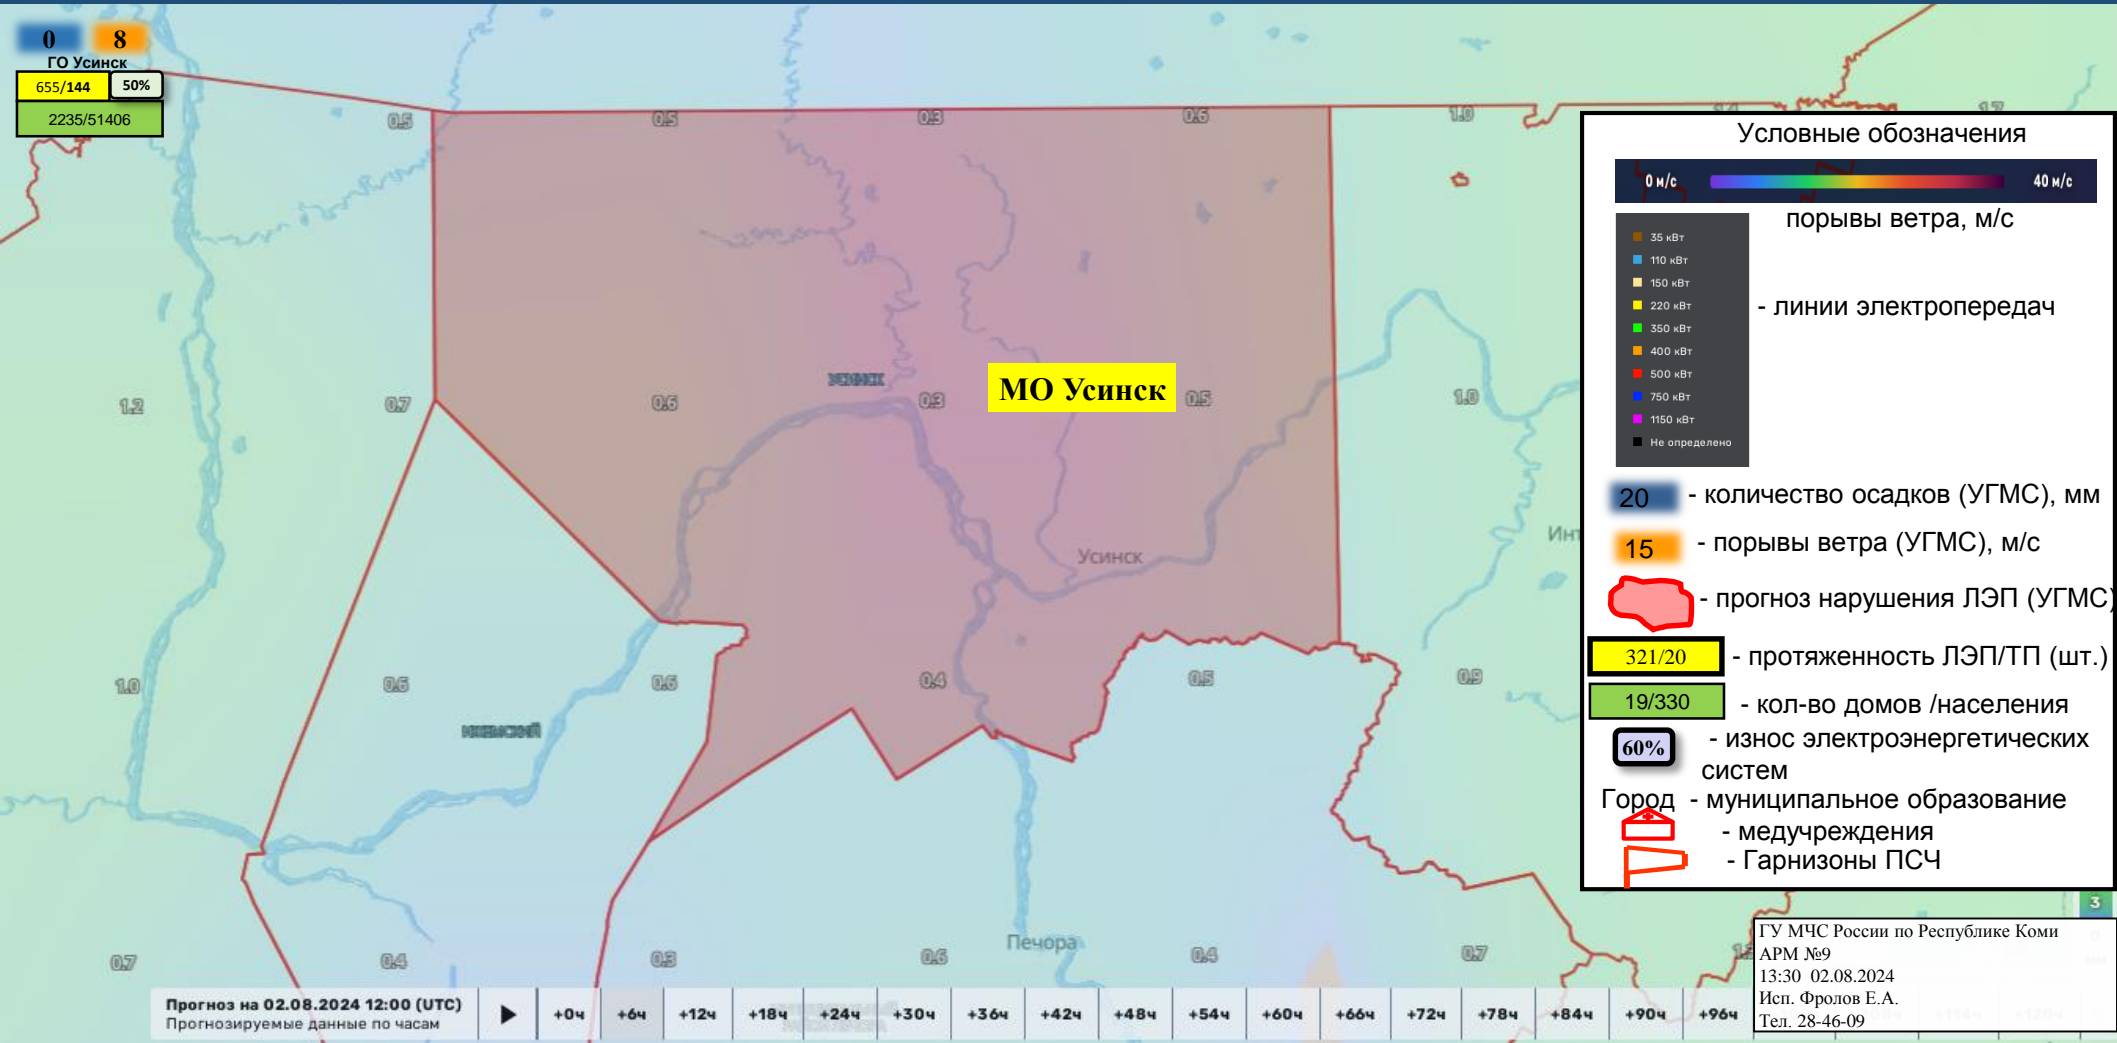 0 8
ГО Усинск
655/144 50%
2235/51406
0.5 0.5 0.3 0.6 1.0 1.4 1.7
УСИНСК
МО Усинск
1.2 0.7 0.6 0.3 0.5 1.0
Усинск
Инт
1.0 0.6 0.6 0.4 0.5 0.9
ИЖЕМСКИЙ
Печора
0.7 0.4 0.3 0.6 0.4 0.7
Условные обозначения
0 м/с 40 м/с
порывы ветра, м/с
35 кВт
110 кВт
150 кВт
220 кВт
350 кВт
400 кВт
500 кВт
750 кВт
1150 кВт
Не определено
- линии электропередач
20 - количество осадков (УГМС), мм
15 - порывы ветра (УГМС), м/с
- прогноз нарушения ЛЭП (УГМС)
321/20 - протяженность ЛЭП/ТП (шт.)
19/330 - кол-во домов /населения
60% - износ электроэнергетических
систем
Город - муниципальное образование
- медучреждения
- Гарнизоны ПСЧ
3
ГУ МЧС России по Республике Коми
АРМ №9
13:30 02.08.2024
Исп. Фролов Е.А.
Тел. 28-46-09
Прогноз на 02.08.2024 12:00 (UTC)
Прогнозируемые данные по часам
+0ч +6ч +12ч +18ч +24ч +30ч +36ч +42ч +48ч +54ч +60ч +66ч +72ч +78ч +84ч +90ч +96ч